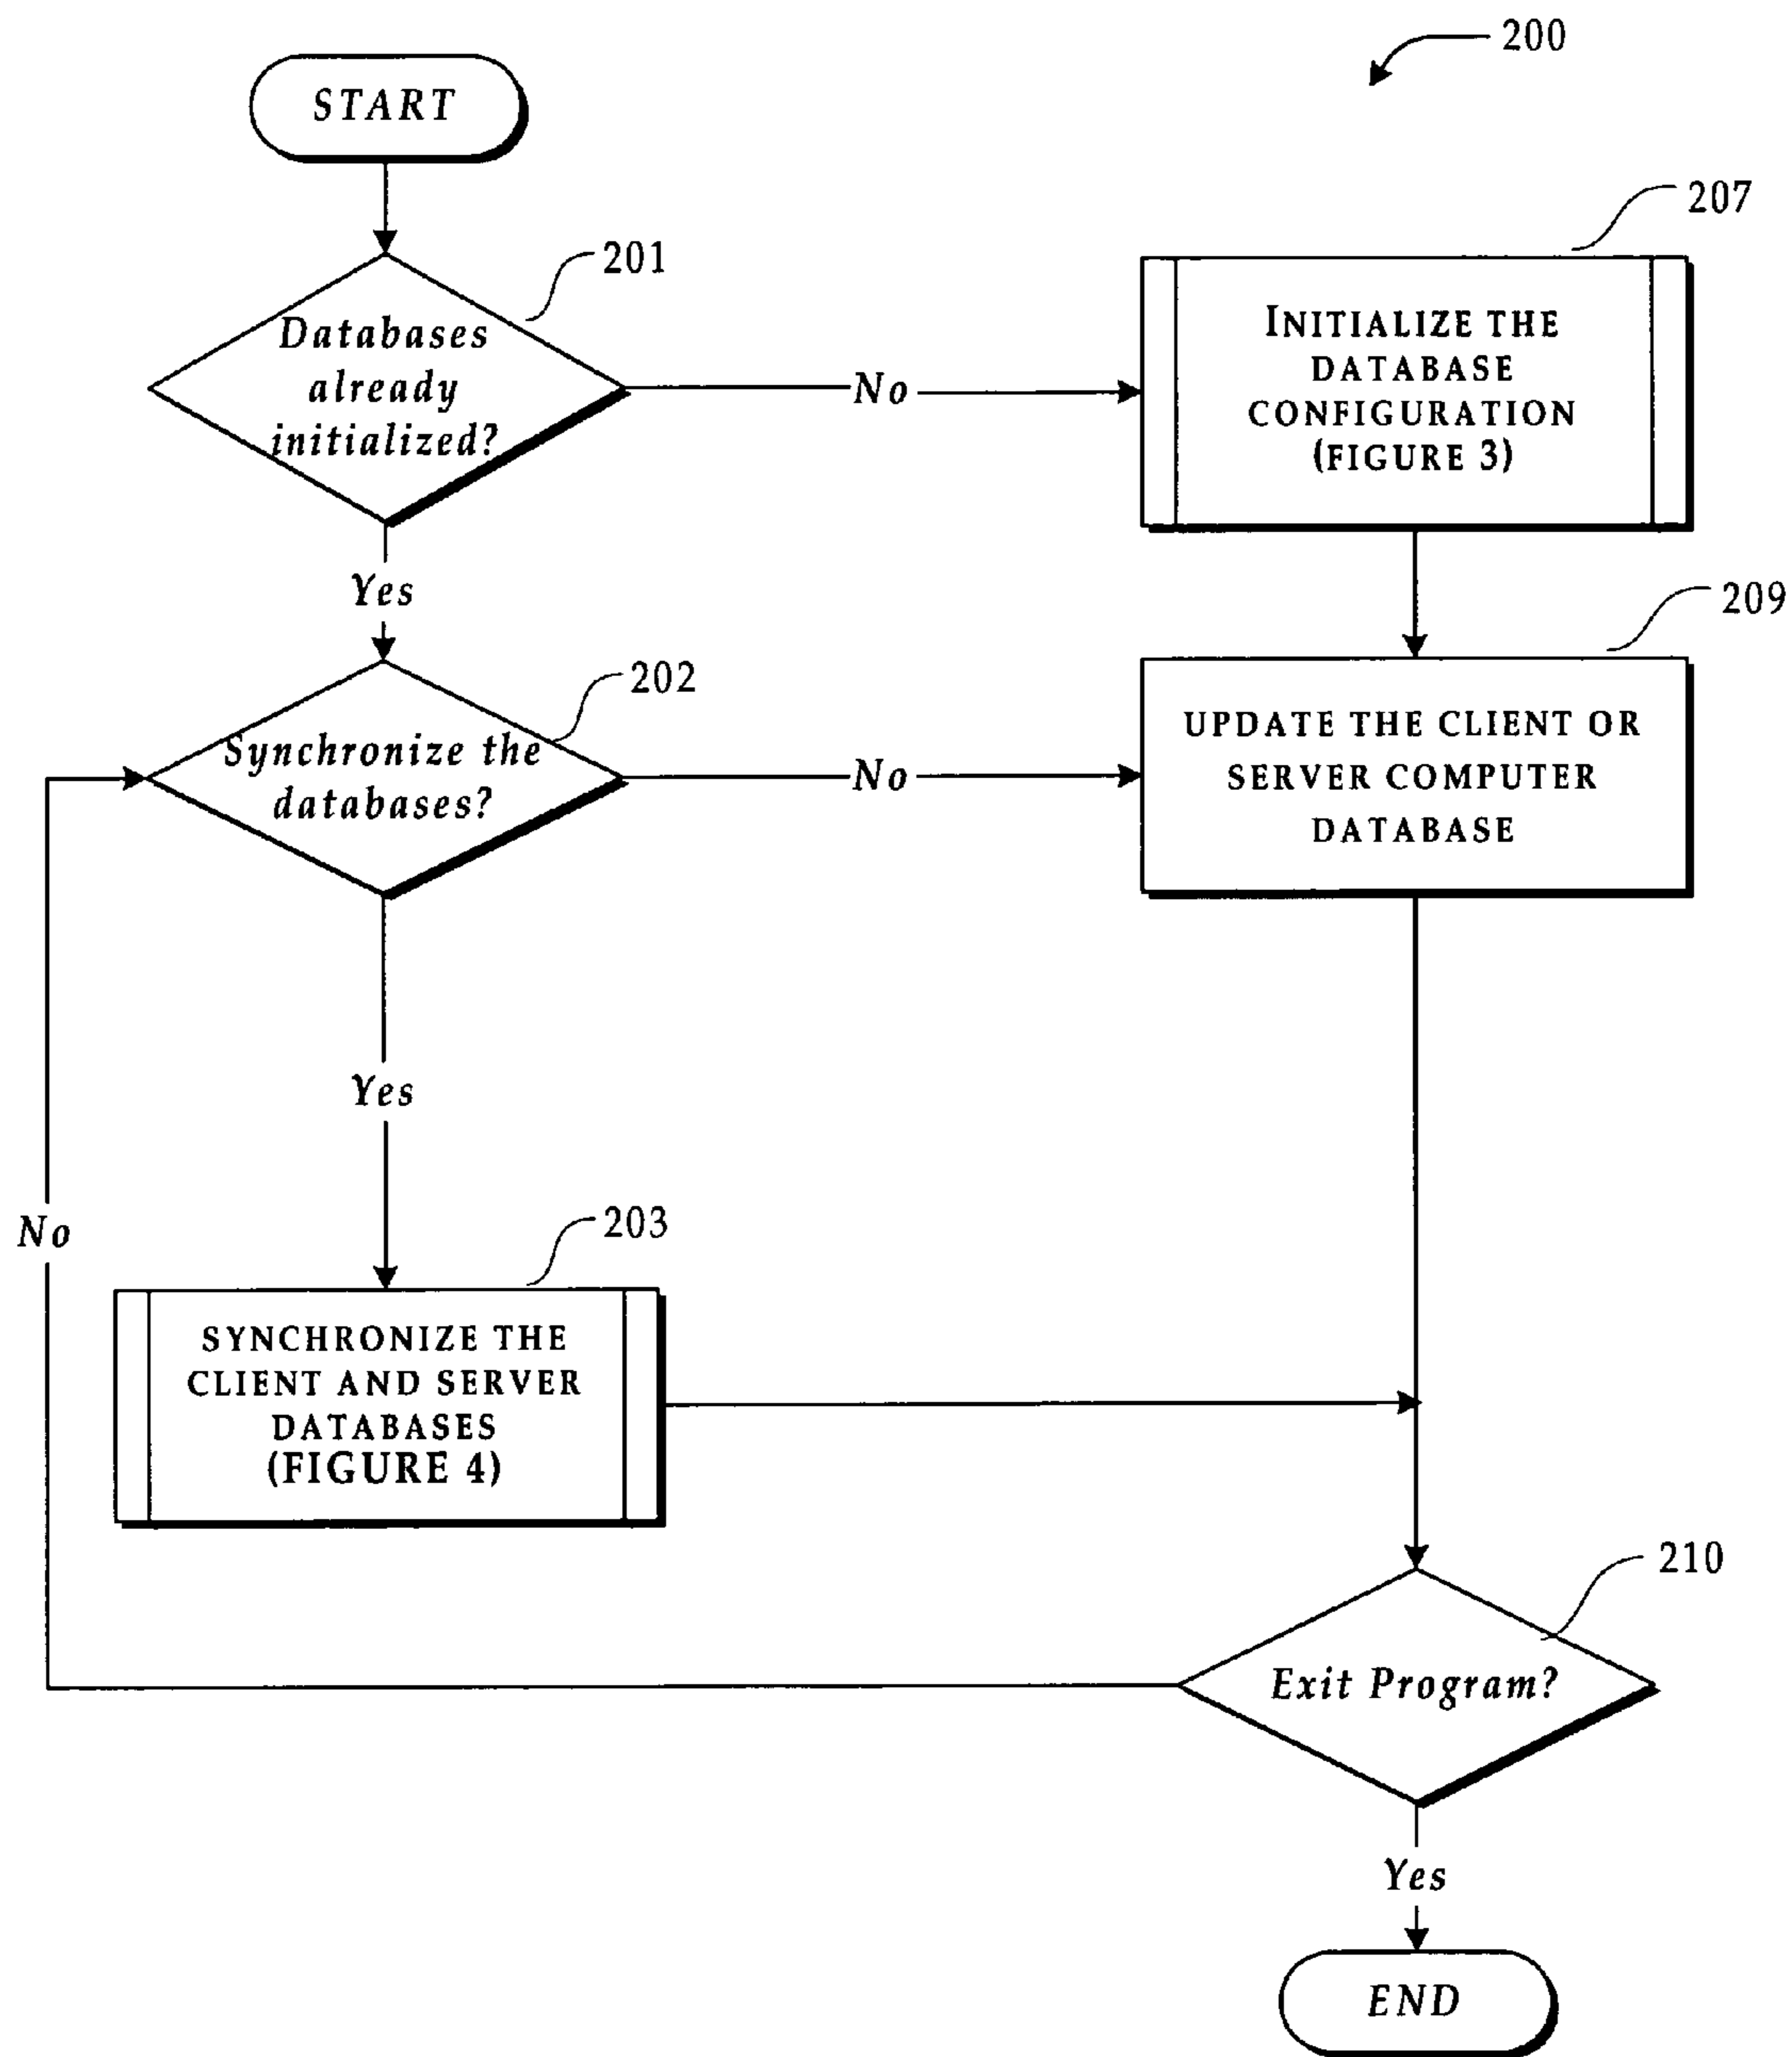 200
START
207
201
Databases
already
initialized?
No
INITIALIZE THE
DATABASE
CONFIGURATION
(FIGURE 3)
Yes
209
202
Synchronize the
databases?
No
UPDATE THE CLIENT OR
SERVER COMPUTER
DATABASE
Yes
No
203
SYNCHRONIZE THE
CLIENT AND SERVER
DATABASES
(FIGURE 4)
210
Exit Program?
Yes
END